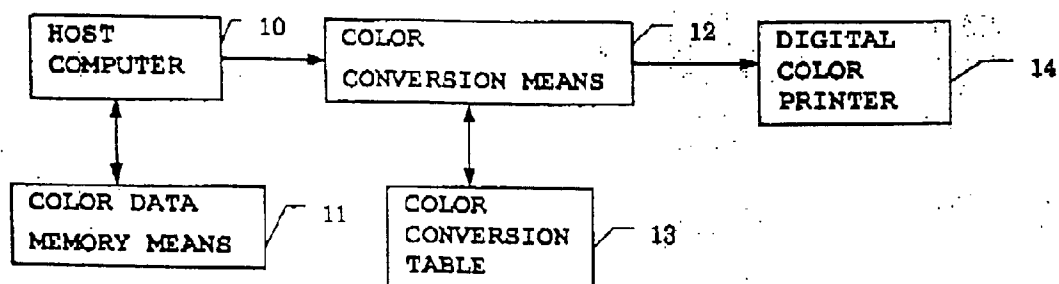 HOST
COMPUTER
10
COLOR
CONVERSION MEANS
12
DIGITAL
COLOR
PRINTER
14
COLOR DATA
MEMORY MEANS
11
COLOR
CONVERSION
TABLE
13